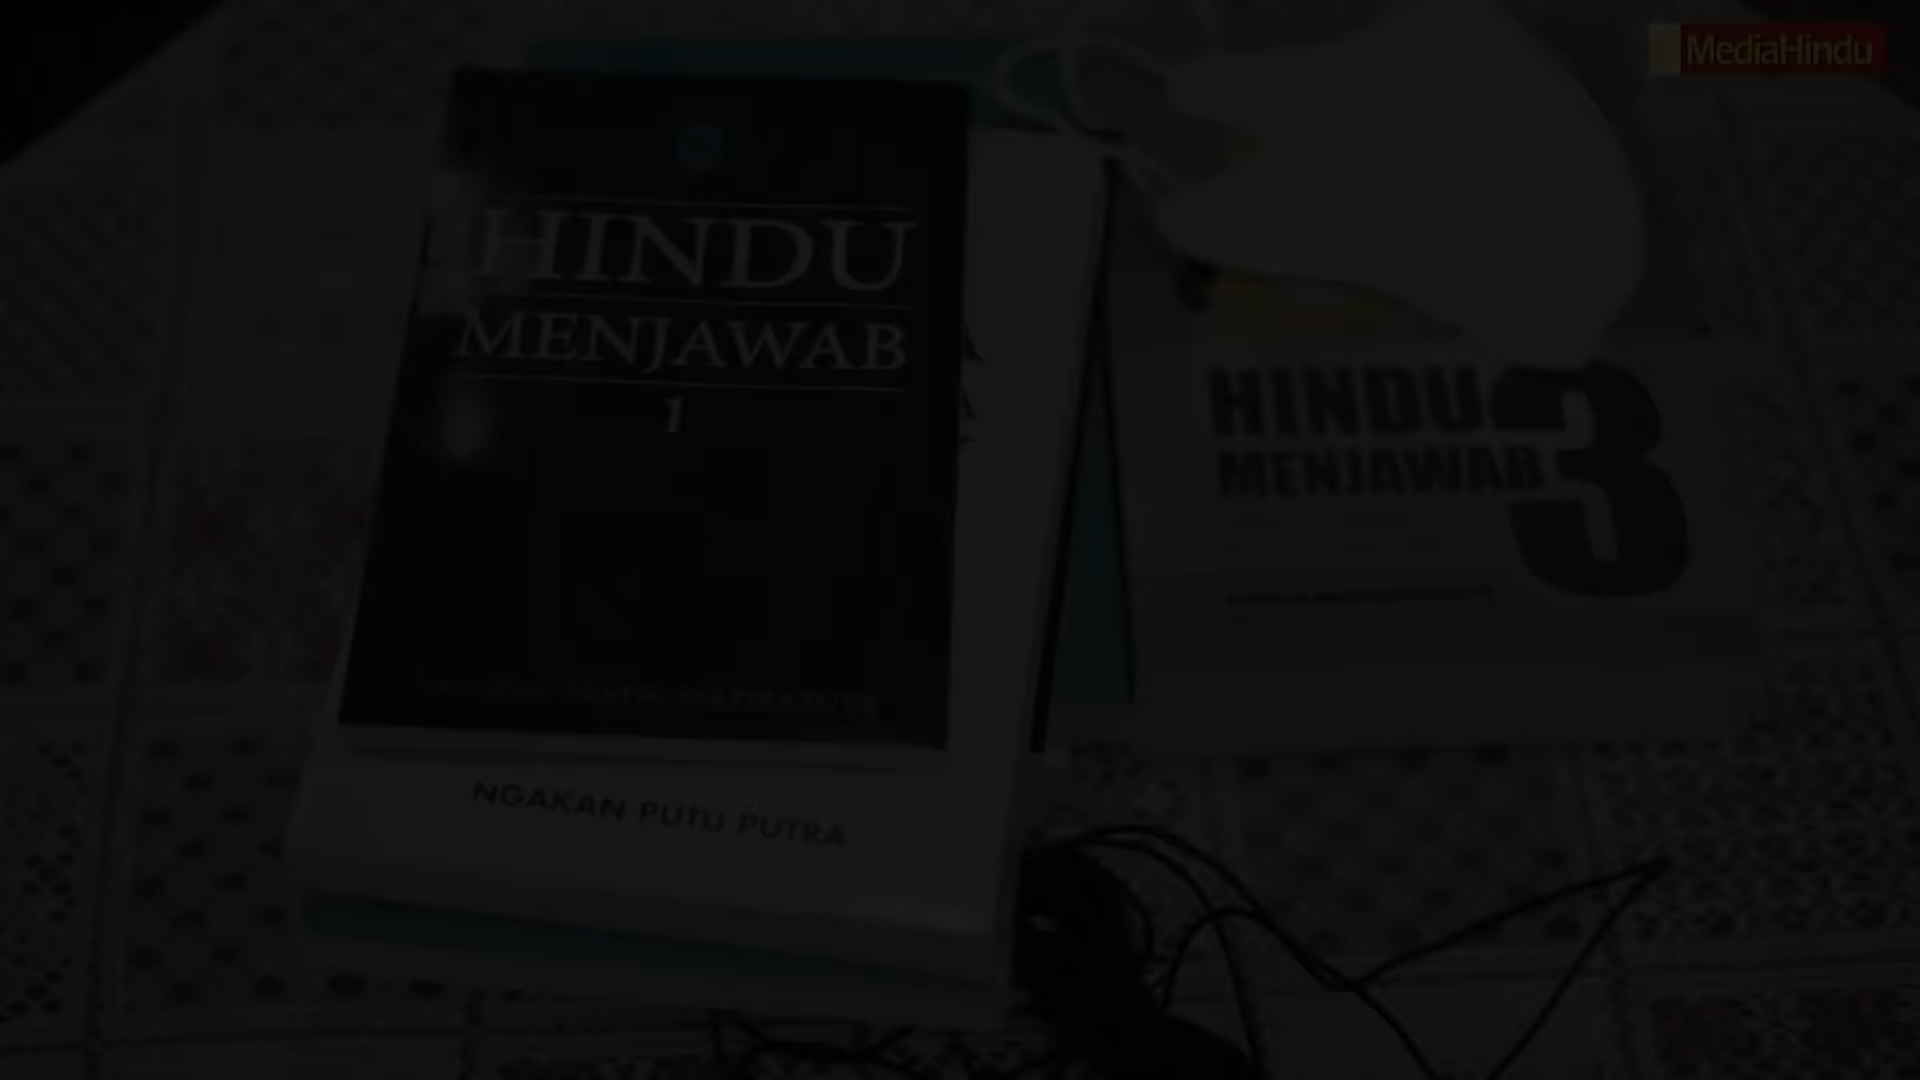 MediaHindu
HINDU
MENJAWAB
1
NGAKAN PUTU PUTRA
HINDU
MENJAWAB
3